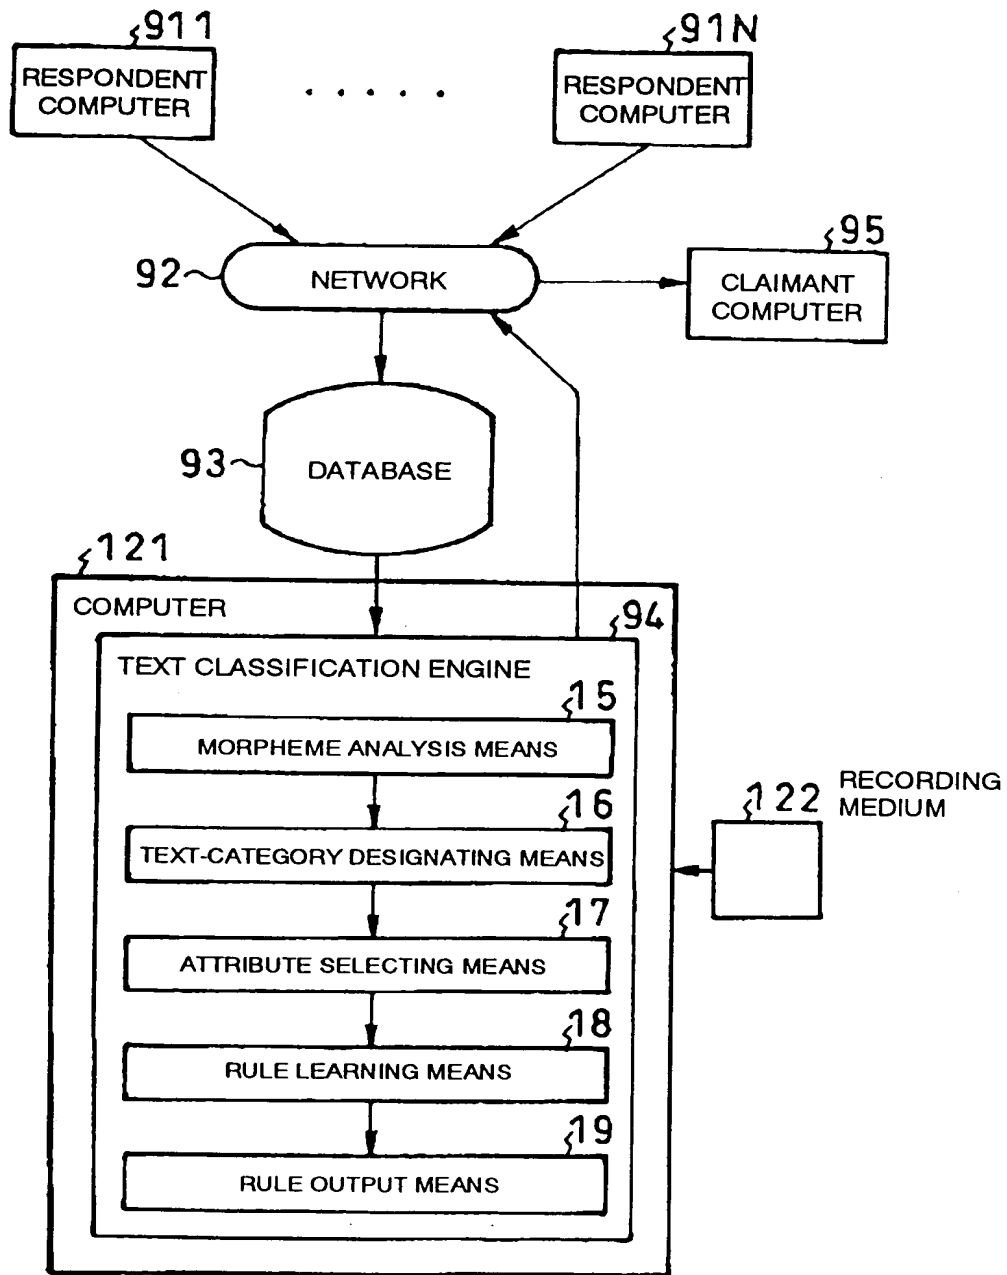 911
RESPONDENT
COMPUTER
. . . . .
91N
RESPONDENT
COMPUTER
92
NETWORK
95
CLAIMANT
COMPUTER
93
DATABASE
121
COMPUTER
94
TEXT CLASSIFICATION ENGINE
15
MORPHEME ANALYSIS MEANS
16
TEXT-CATEGORY DESIGNATING MEANS
17
ATTRIBUTE SELECTING MEANS
18
RULE LEARNING MEANS
19
RULE OUTPUT MEANS
122
RECORDING
MEDIUM